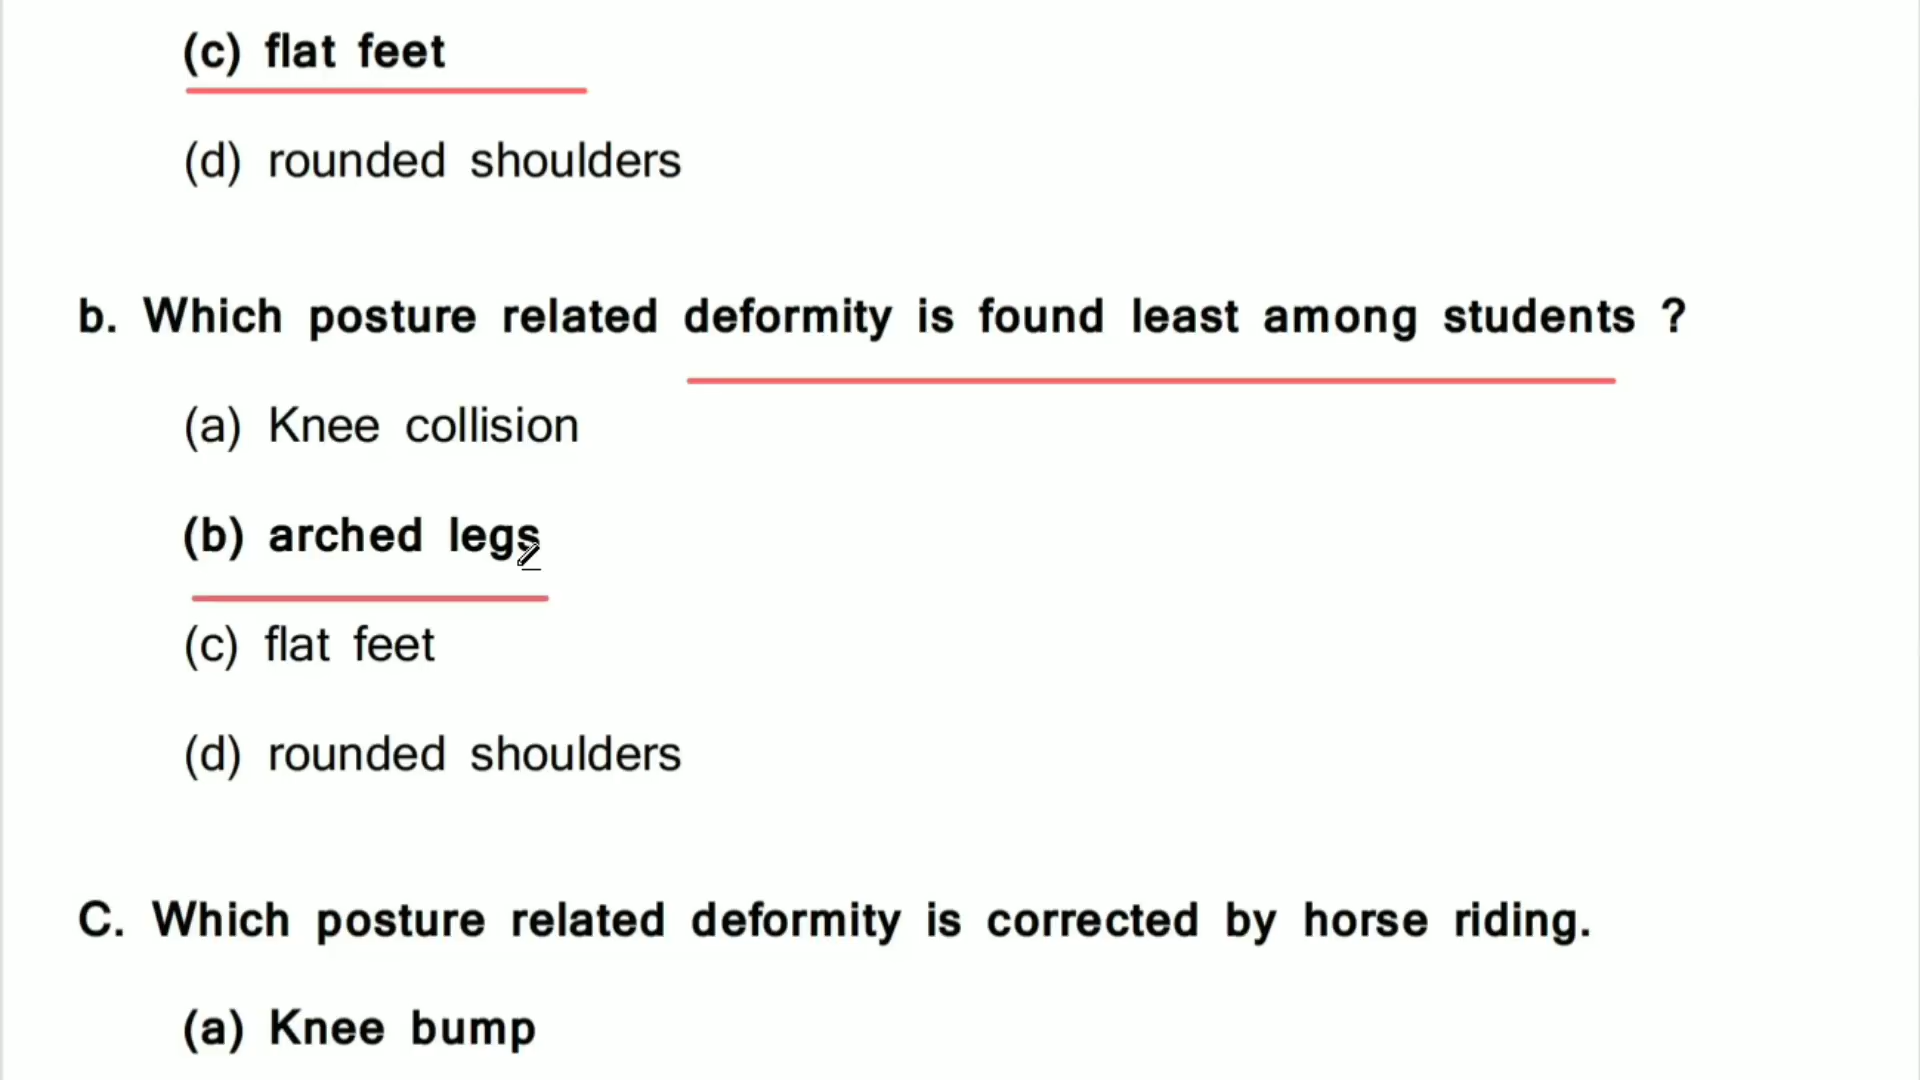 (c) flat feet
(d) rounded shoulders
b. Which posture related deformity is found least among students ?
(a) Knee collision
(b) arched legs
(c) flat feet
(d) rounded shoulders
C. Which posture related deformity is corrected by horse riding.
(a) Knee bump